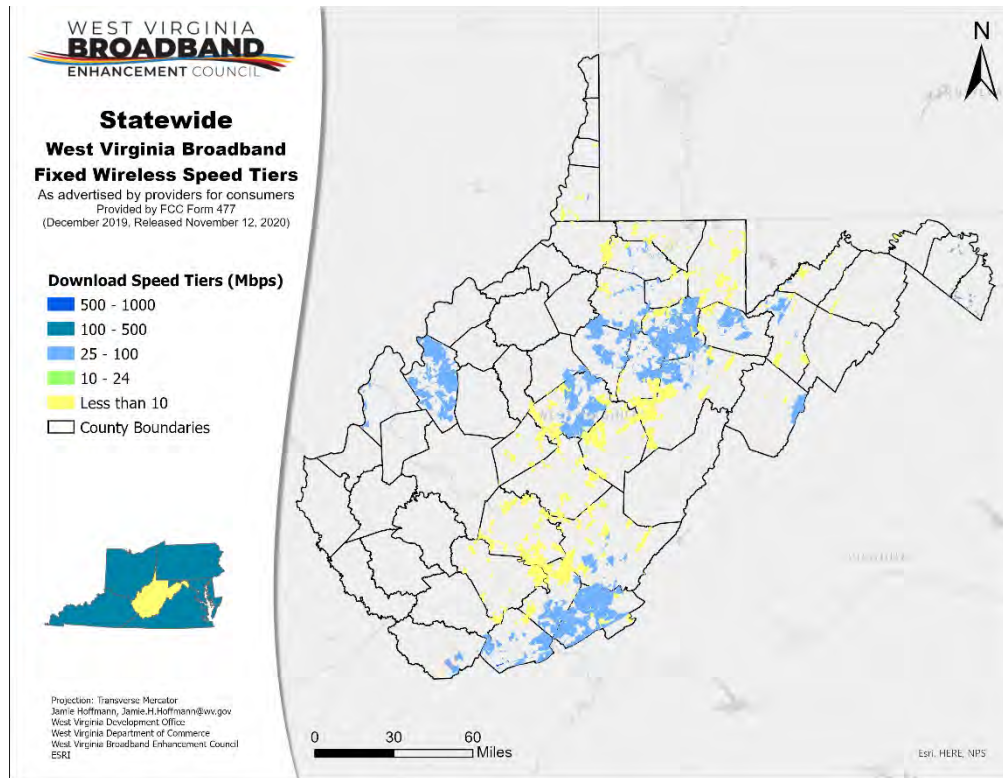 WEST VIRGINIA
BROADBAND
ENHANCEMENT COUNCIL
Statewide
West Virginia Broadband
Fixed Wireless Speed Tiers
As advertised by providers for consumers
Provided by FCC Form 477
(December 2019, Released November 12, 2020)
Download Speed Tiers (Mbps)
500 - 1000
100 - 500
25 - 100
10 - 24
Less than 10
County Boundaries
Projection: Transverse Mercator
Jamie Hoffmann, Jamie.H.Hoffmann@wv.gov
West Virginia Development Office
West Virginia Department of Commerce
West Virginia Broadband Enhancement Council
ESRI
N
0 30 60
Miles
Esri, HERE, NPS